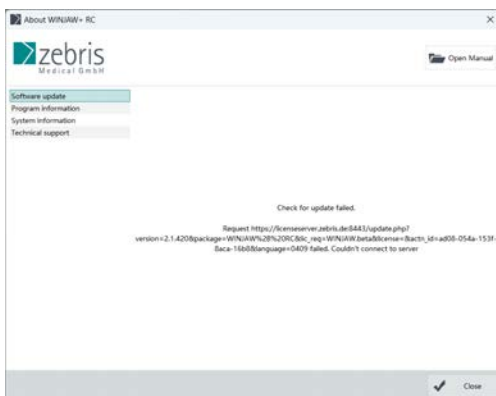 About WINJAW+ RC
zebris
Medical GmbH
Open Manual
Software update
Program information
System information
Technical support
Check for update failed.
Request https://licenseserver.zebris.de:8443/update.php?
version=2.1.420&package=WINJAW%2B%20RC&lic_req=WINJAW.beta&license=&actn_id=ad08-054a-153f-
8aca-16b8&language=0409 failed. Couldn't connect to server
Close